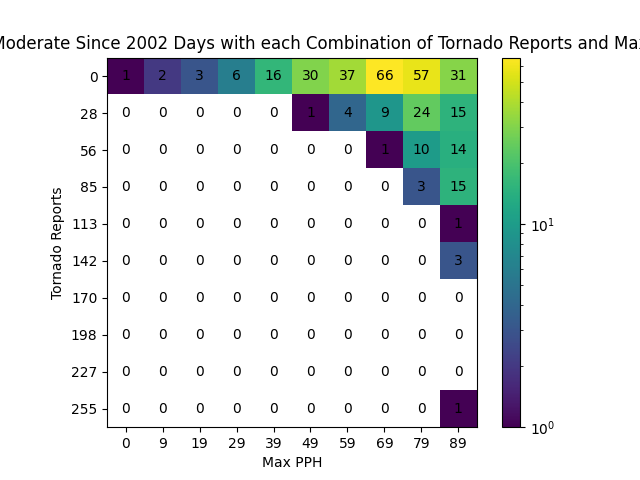 Moderate Since 2002 Days with each Combination of Tornado Reports and Ma
0 1 2 3 6 16 30 37 66 57 31
28 0 0 0 0 0 1 4 9 24 15
56 0 0 0 0 0 0 0 1 10 14
85 0 0 0 0 0 0 0 0 3 15
113 0 0 0 0 0 0 0 0 0 1
142 0 0 0 0 0 0 0 0 0 3
170 0 0 0 0 0 0 0 0 0 0
198 0 0 0 0 0 0 0 0 0 0
227 0 0 0 0 0 0 0 0 0 0
255 0 0 0 0 0 0 0 0 0 1
0 9 19 29 39 49 59 69 79 89
Max PPH
Tornado Reports
10¹
10⁰